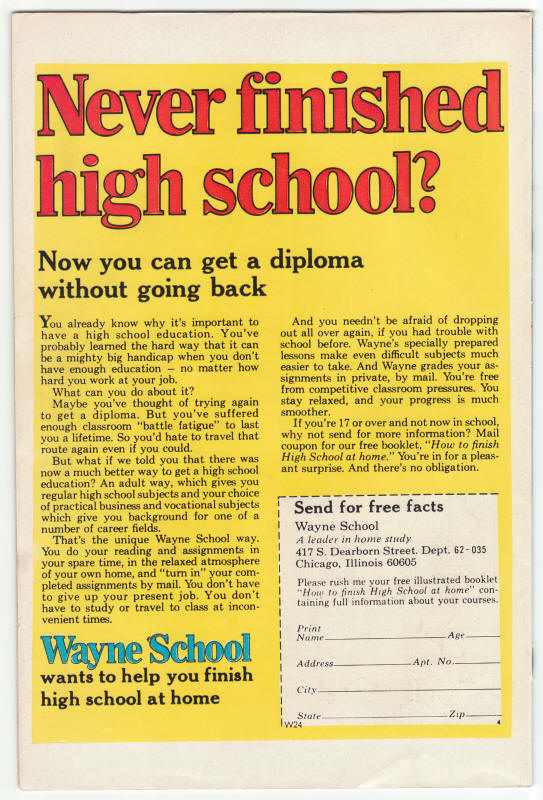 Never finished
high school?
Now you can get a diploma
without going back
You already know why it's important to
have a high school education. You've
probably learned the hard way that it can
be a mighty big handicap when you don't
have enough education – no matter how
hard you work at your job.
What can you do about it?
Maybe you've thought of trying again
to get a diploma. But you've suffered
enough classroom "battle fatigue" to last
you a lifetime. So you'd hate to travel that
route again even if you could.
But what if we told you that there was
now a much better way to get a high school
education? An adult way, which gives you
regular high school subjects and your choice
of practical business and vocational subjects
which give you background for one of a
number of career fields.
That's the unique Wayne School way.
You do your reading and assignments in
your spare time, in the relaxed atmosphere
of your own home, and "turn in" your com-
pleted assignments by mail. You don't have
to give up your present job. You don't
have to study or travel to class at incon-
venient times.
Wayne School
wants to help you finish
high school at home
And you needn't be afraid of dropping
out all over again, if you had trouble with
school before. Wayne's specially prepared
lessons make even difficult subjects much
easier to take. And Wayne grades your as-
signments in private, by mail. You're free
from competitive classroom pressures. You
stay relaxed, and your progress is much
smoother.
If you're 17 or over and not now in school,
why not send for more information? Mail
coupon for our free booklet, "How to finish
High School at home." You're in for a pleas-
ant surprise. And there's no obligation.
Send for free facts
Wayne School
A leader in home study
417 S. Dearborn Street. Dept. 62-035
Chicago, Illinois 60605
Please rush me your free illustrated booklet
"How to finish High School at home" con-
taining full information about your courses.
Print
Name Age
Address Apt. No.
City
State Zip
W24 4